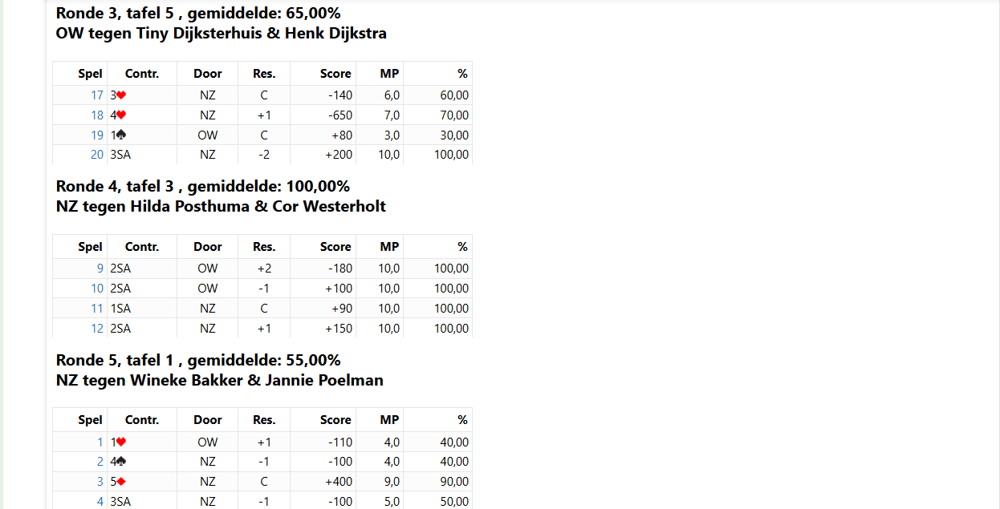 Ronde 3, tafel 5 , gemiddelde: 65,00%
OW tegen Tiny Dijksterhuis & Henk Dijkstra
Spel Contr. Door Res. Score MP %
17 3♥ NZ C -140 6,0 60,00
18 4♥ NZ +1 -650 7,0 70,00
19 1♠ OW C +80 3,0 30,00
20 3SA NZ -2 +200 10,0 100,00
Ronde 4, tafel 3 , gemiddelde: 100,00%
NZ tegen Hilda Posthuma & Cor Westerholt
Spel Contr. Door Res. Score MP %
9 2SA OW +2 -180 10,0 100,00
10 2SA OW -1 +100 10,0 100,00
11 1SA NZ C +90 10,0 100,00
12 2SA NZ +1 +150 10,0 100,00
Ronde 5, tafel 1 , gemiddelde: 55,00%
NZ tegen Wineke Bakker & Jannie Poelman
Spel Contr. Door Res. Score MP %
1 1♥ OW +1 -110 4,0 40,00
2 4♠ NZ -1 -100 4,0 40,00
3 5♦ NZ C +400 9,0 90,00
4 3SA NZ -1 -100 5,0 50,00